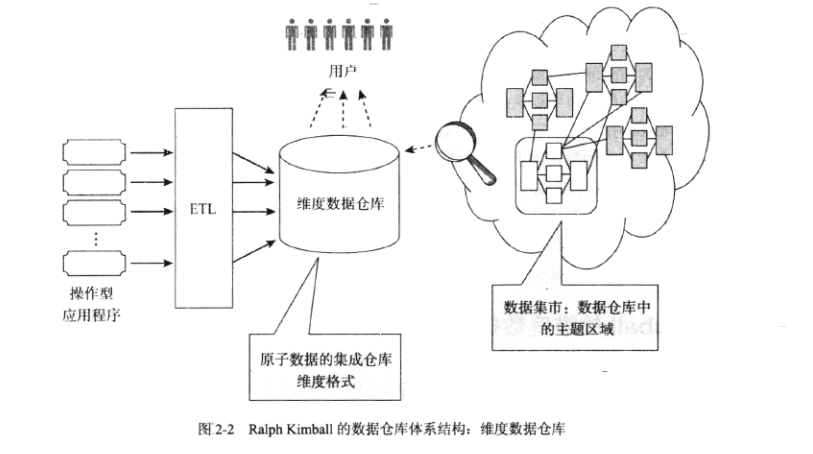 用户
ETL
维度数据仓库
操作型
应用程序
数据集市：数据仓库中
的主题区域
原子数据的集成仓库
维度格式
图 2-2 Ralph Kimball 的数据仓库体系结构：维度数据仓库